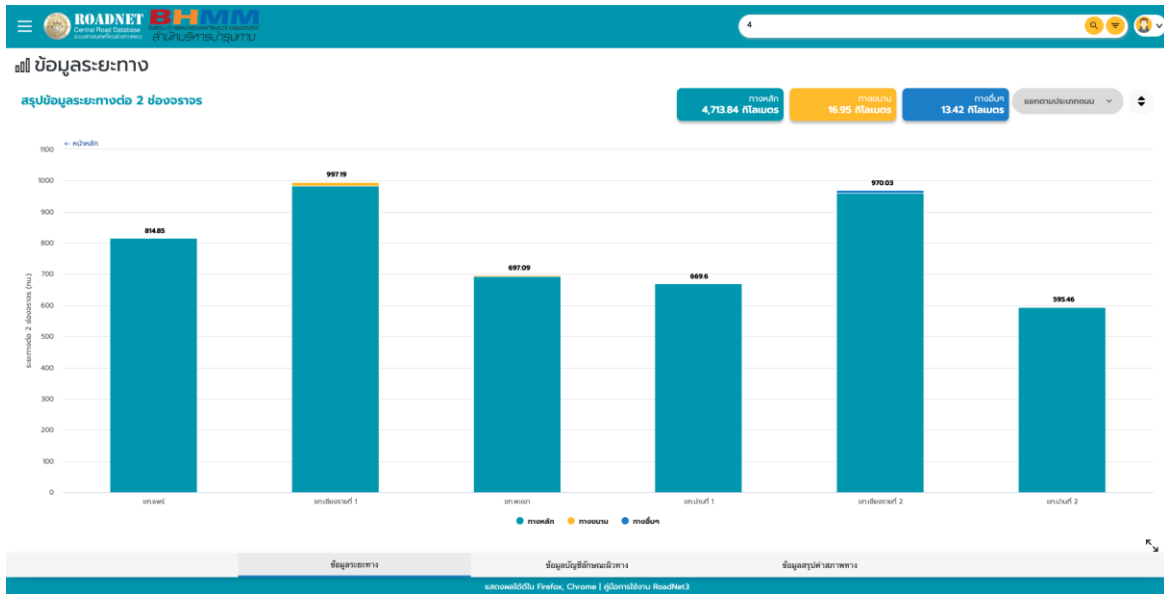 ROADNET
Central Road Database
BHMM
สำนักบริหารบำรุงทาง
4
ข้อมูลระยะทาง
สรุปข้อมูลระยะทางต่อ 2 ช่องจราจร
ทางหลัก
4,713.84 กิโลเมตร
ทางขนาน
16.95 กิโลเมตร
ทางอื่นๆ
13.42 กิโลเมตร
แยกตามประเภทถนน
← หน้าหลัก
ระยะทางต่อ 2 ช่องจราจร (กม.)
1100
1000
900
800
700
600
500
400
300
200
100
0
814.85
997.19
697.09
669.6
970.03
595.46
ขท.แพร่
ขท.เชียงรายที่ 1
ขท.พะเยา
ขท.น่านที่ 1
ขท.เชียงรายที่ 2
ขท.น่านที่ 2
ทางหลัก ทางขนาน ทางอื่นๆ
ข้อมูลระยะทาง
ข้อมูลบัญชีลักษณะผิวทาง
ข้อมูลสรุปค่าสภาพทาง
แสดงผลได้ดีใน Firefox, Chrome | คู่มือการใช้งาน RoadNet3